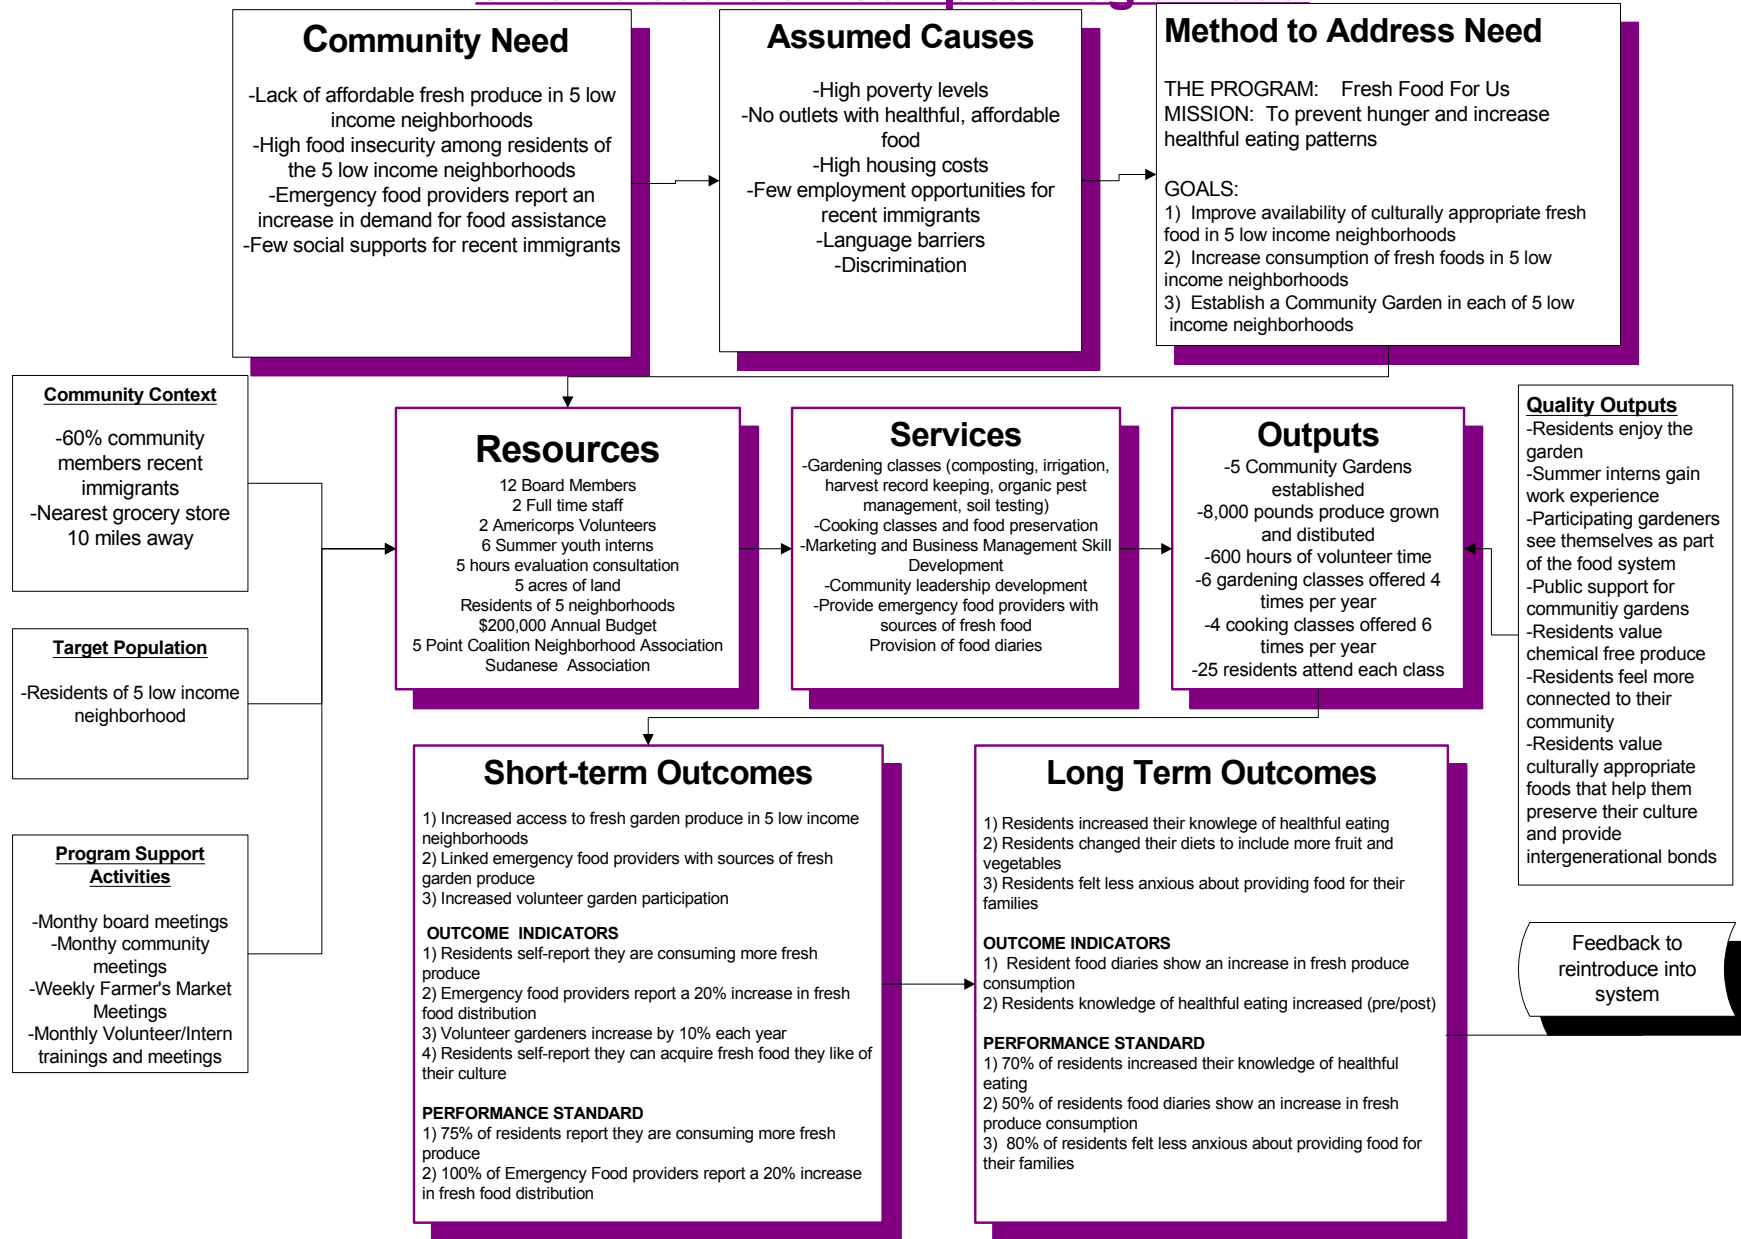 Community Need
-Lack of affordable fresh produce in 5 low
income neighborhoods
-High food insecurity among residents of
the 5 low income neighborhoods
-Emergency food providers report an
increase in demand for food assistance
-Few social supports for recent immigrants
Assumed Causes
-High poverty levels
-No outlets with healthful, affordable
food
-High housing costs
-Few employment opportunities for
recent immigrants
-Language barriers
-Discrimination
Method to Address Need
THE PROGRAM: Fresh Food For Us
MISSION: To prevent hunger and increase
healthful eating patterns
GOALS:
1) Improve availability of culturally appropriate fresh
food in 5 low income neighborhoods
2) Increase consumption of fresh foods in 5 low
income neighborhoods
3) Establish a Community Garden in each of 5 low
income neighborhoods
Community Context
-60% community
members recent
immigrants
-Nearest grocery store
10 miles away
Target Population
-Residents of 5 low income
neighborhood
Program Support
Activities
-Monthy board meetings
-Monthy community
meetings
-Weekly Farmer's Market
Meetings
-Monthly Volunteer/Intern
trainings and meetings
Resources
12 Board Members
2 Full time staff
2 Americorps Volunteers
6 Summer youth interns
5 hours evaluation consultation
5 acres of land
Residents of 5 neighborhoods
$200,000 Annual Budget
5 Point Coalition Neighborhood Association
Sudanese Association
Services
-Gardening classes (composting, irrigation,
harvest record keeping, organic pest
management, soil testing)
-Cooking classes and food preservation
-Marketing and Business Management Skill
Development
-Community leadership development
-Provide emergency food providers with
sources of fresh food
Provision of food diaries
Outputs
-5 Community Gardens
established
-8,000 pounds produce grown
and distibuted
-600 hours of volunteer time
-6 gardening classes offered 4
times per year
-4 cooking classes offered 6
times per year
-25 residents attend each class
Quality Outputs
-Residents enjoy the
garden
-Summer interns gain
work experience
-Participating gardeners
see themselves as part
of the food system
-Public support for
communitiy gardens
-Residents value
chemical free produce
-Residents feel more
connected to their
community
-Residents value
culturally appropriate
foods that help them
preserve their culture
and provide
intergenerational bonds
Short-term Outcomes
1) Increased access to fresh garden produce in 5 low income
neighborhoods
2) Linked emergency food providers with sources of fresh
garden produce
3) Increased volunteer garden participation
OUTCOME INDICATORS
1) Residents self-report they are consuming more fresh
produce
2) Emergency food providers report a 20% increase in fresh
food distribution
3) Volunteer gardeners increase by 10% each year
4) Residents self-report they can acquire fresh food they like of
their culture
PERFORMANCE STANDARD
1) 75% of residents report they are consuming more fresh
produce
2) 100% of Emergency Food providers report a 20% increase
in fresh food distribution
Long Term Outcomes
1) Residents increased their knowlege of healthful eating
2) Residents changed their diets to include more fruit and
vegetables
3) Residents felt less anxious about providing food for their
families
OUTCOME INDICATORS
1) Resident food diaries show an increase in fresh produce
consumption
2) Residents knowledge of healthful eating increased (pre/post)
PERFORMANCE STANDARD
1) 70% of residents increased their knowledge of healthful
eating
2) 50% of residents food diaries show an increase in fresh
produce consumption
3) 80% of residents felt less anxious about providing food for
their families
Feedback to
reintroduce into
system